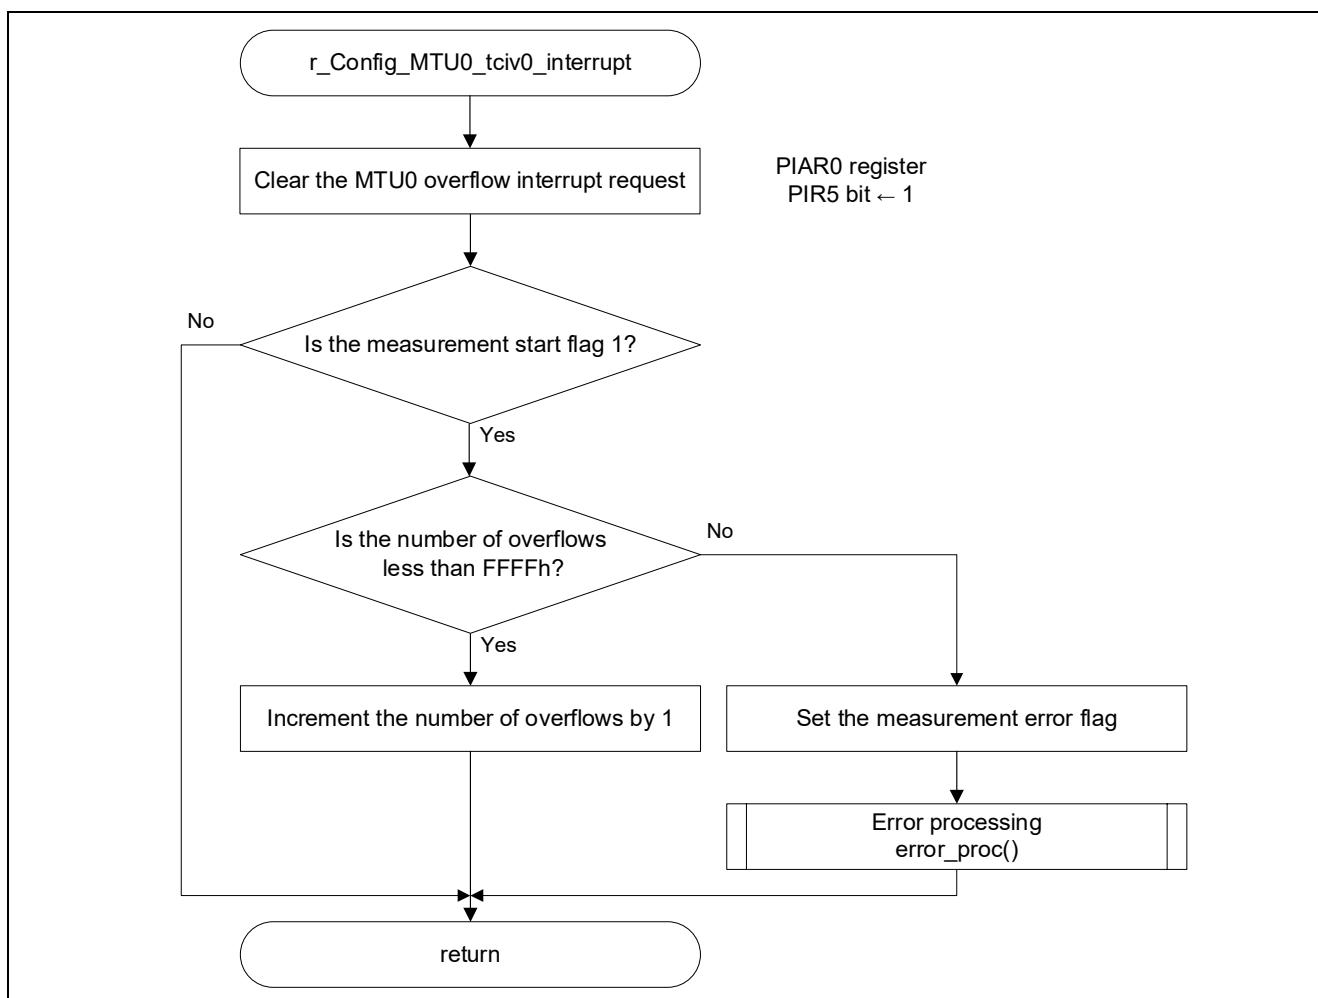 r_Config_MTU0_tciv0_interrupt
Clear the MTU0 overflow interrupt request
PIAR0 register
PIR5 bit ← 1
Is the measurement start flag 1?
No
Yes
Is the number of overflows
less than FFFFh?
No
Yes
Increment the number of overflows by 1
Set the measurement error flag
Error processing
error_proc()
return